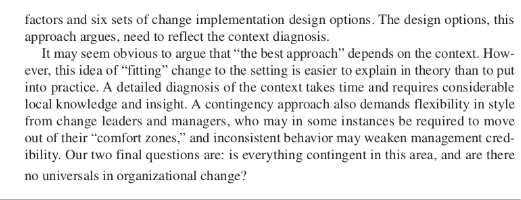 factors and six sets of change implementation design options. The design options, this
approach argues, need to reflect the context diagnosis.
It may seem obvious to argue that “the best approach” depends on the context. How-
ever, this idea of “fitting” change to the setting is easier to explain in theory than to put
into practice. A detailed diagnosis of the context takes time and requires considerable
local knowledge and insight. A contingency approach also demands flexibility in style
from change leaders and managers, who may in some instances be required to move
out of their “comfort zones,” and inconsistent behavior may weaken management cred-
ibility. Our two final questions are: is everything contingent in this area, and are there
no universals in organizational change?